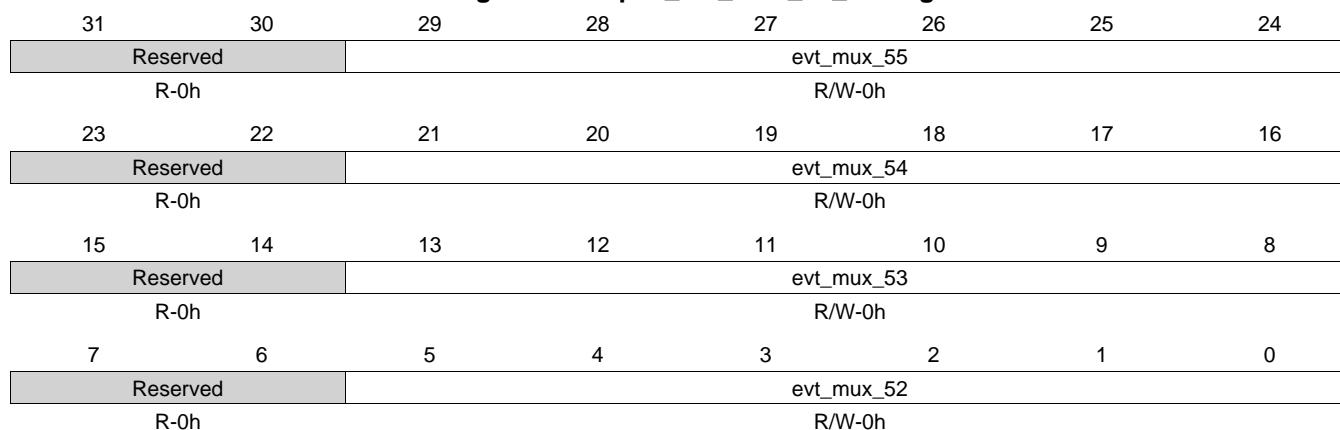 31 30 29 28 27 26 25 24
Reserved evt_mux_55
R-0h R/W-0h
23 22 21 20 19 18 17 16
Reserved evt_mux_54
R-0h R/W-0h
15 14 13 12 11 10 9 8
Reserved evt_mux_53
R-0h R/W-0h
7 6 5 4 3 2 1 0
Reserved evt_mux_52
R-0h R/W-0h